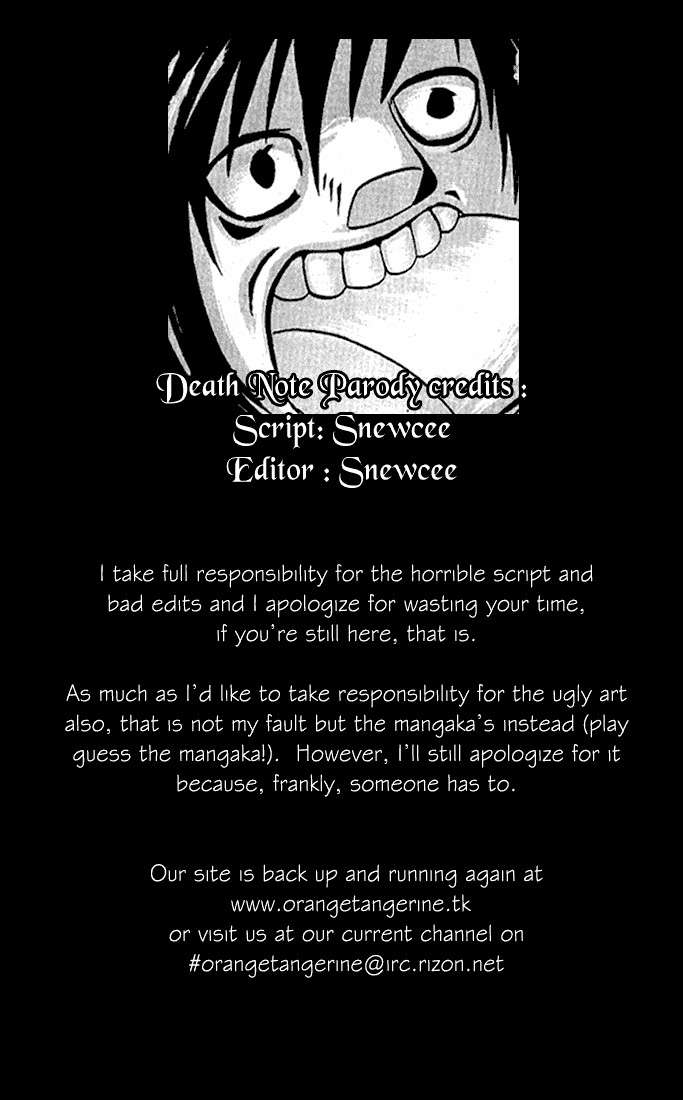 Death Note Parody credits :
Script: Snewcee
Editor : Snewcee
I take full responsibility for the horrible script and
bad edits and I apologize for wasting your time,
if you're still here, that is.
As much as I'd like to take responsibility for the ugly art
also, that is not my fault but the mangaka's instead (play
guess the mangaka!). However, I'll still apologize for it
because, frankly, someone has to.
Our site is back up and running again at
www.orangetangerine.tk
or visit us at our current channel on
#orangetangerine@irc.rizon.net